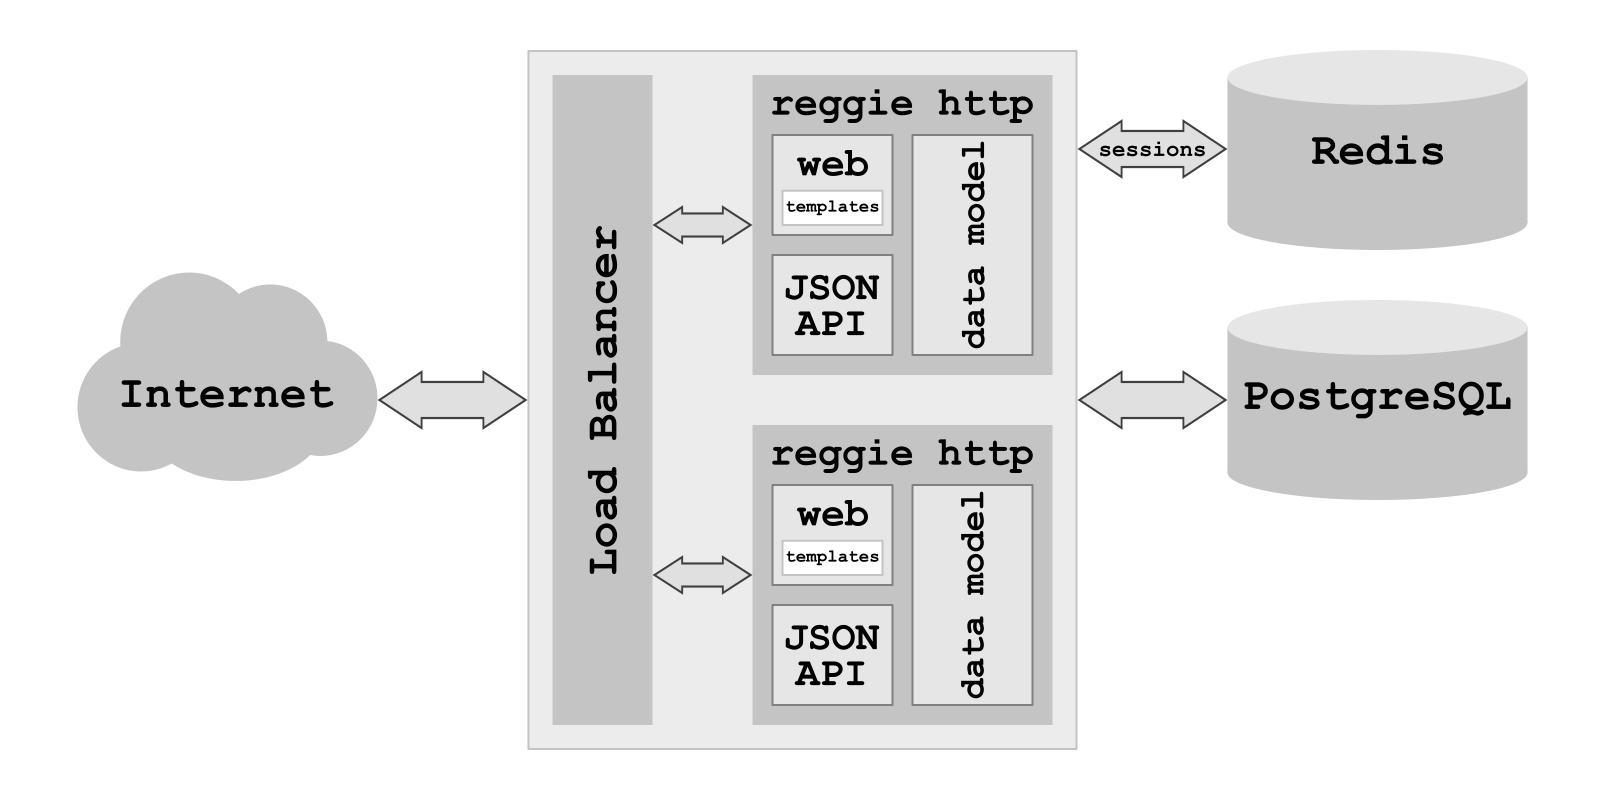 Internet
Load Balancer
reggie http
web
templates
JSON
API
data model
reggie http
web
templates
JSON
API
data model
sessions
Redis
PostgreSQL